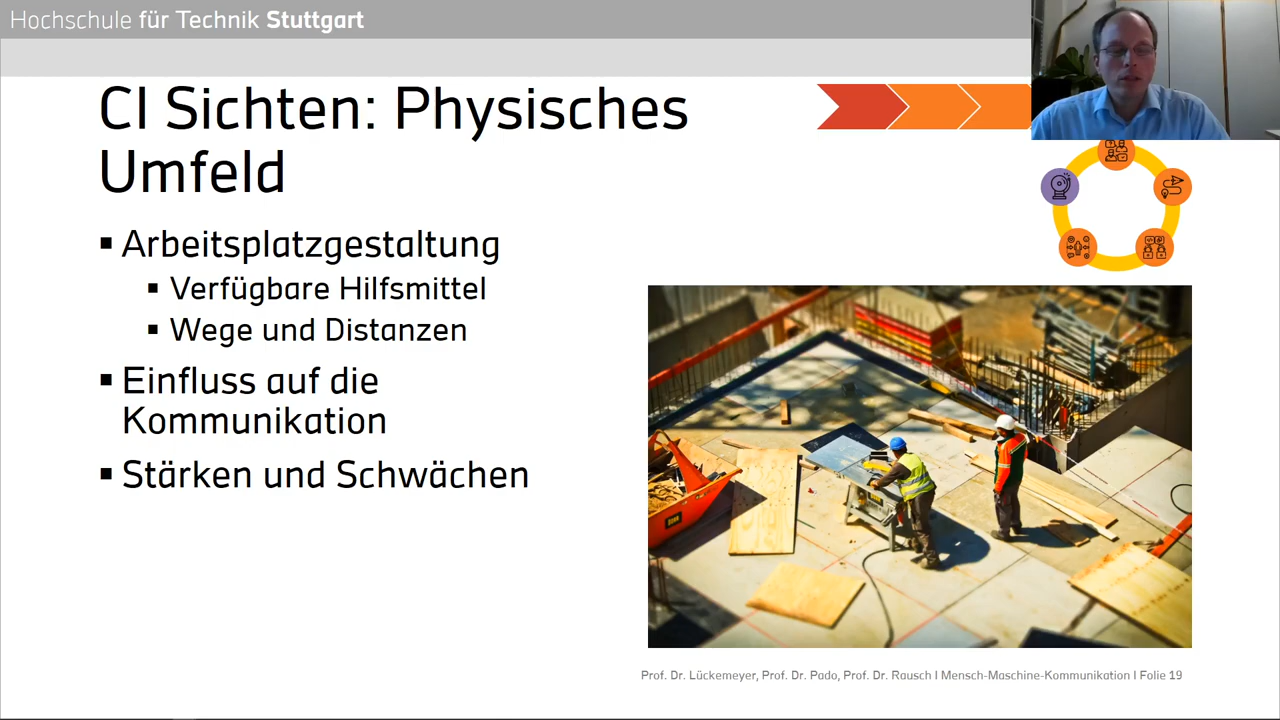 Hochschule für Technik Stuttgart
CI Sichten: Physisches
Umfeld
Arbeitsplatzgestaltung
Verfügbare Hilfsmittel
Wege und Distanzen
Einfluss auf die
Kommunikation
Stärken und Schwächen
Prof. Dr. Lückemeyer, Prof. Dr. Pado, Prof. Dr. Rausch I Mensch-Maschine-Kommunikation I Folie 19